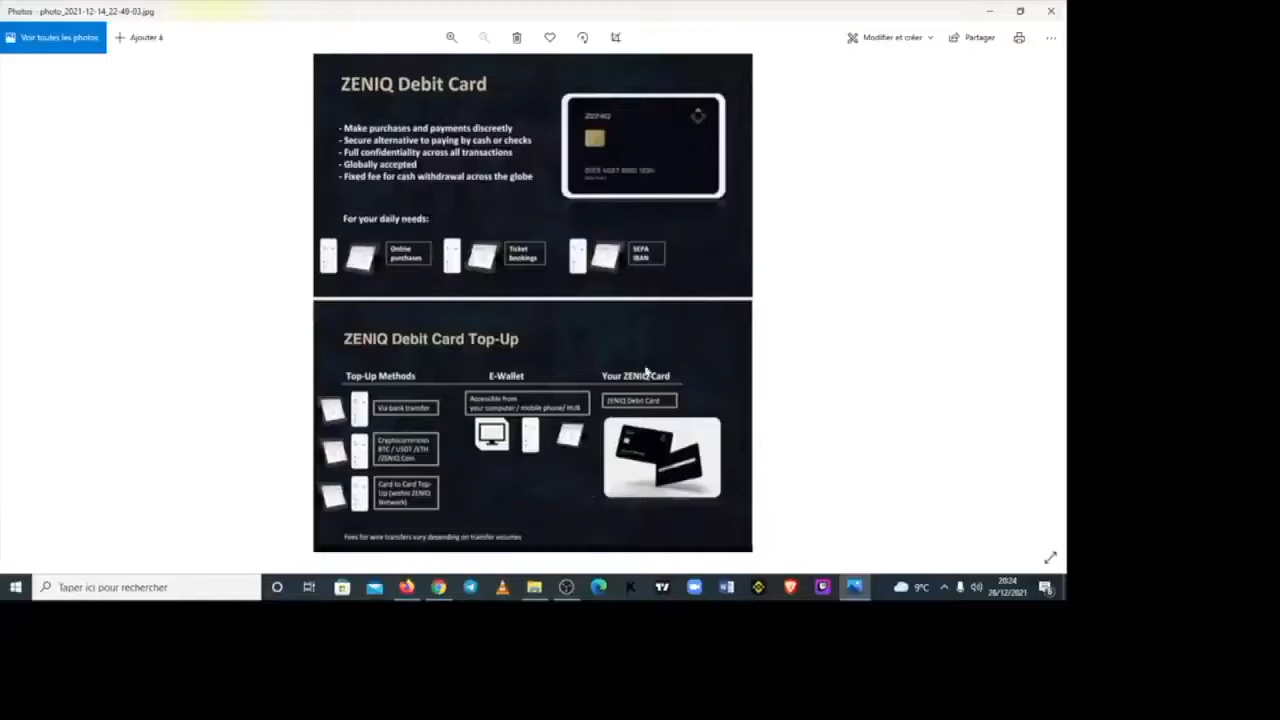 Photos - photo_2021-12-14_22-49-03.jpg
Voir toutes les photos
Ajouter à
Modifier et créer
Partager
ZENIQ Debit Card
- Make purchases and payments discreetly
- Secure alternative to paying by cash or checks
- Full confidentiality across all transactions
- Globally accepted
- Fixed fee for cash withdrawal across the globe
ZENIQ
For your daily needs:
Online
purchases
Ticket
bookings
SEPA
IBAN
ZENIQ Debit Card Top-Up
Top-Up Methods
E-Wallet
Your ZENIQ Card
Via bank transfer
Accessible from
your computer / mobile phone/ HUB
ZENIQ Debit Card
Cryptocurrencies
BTC / USDT /ETH
/ZENIQ Coin
Card to Card Top-
Up (within ZENIQ
Network)
Fees for wire transfers vary depending on transfer volumes
Taper ici pour rechercher
9°C
20:24
26/12/2021